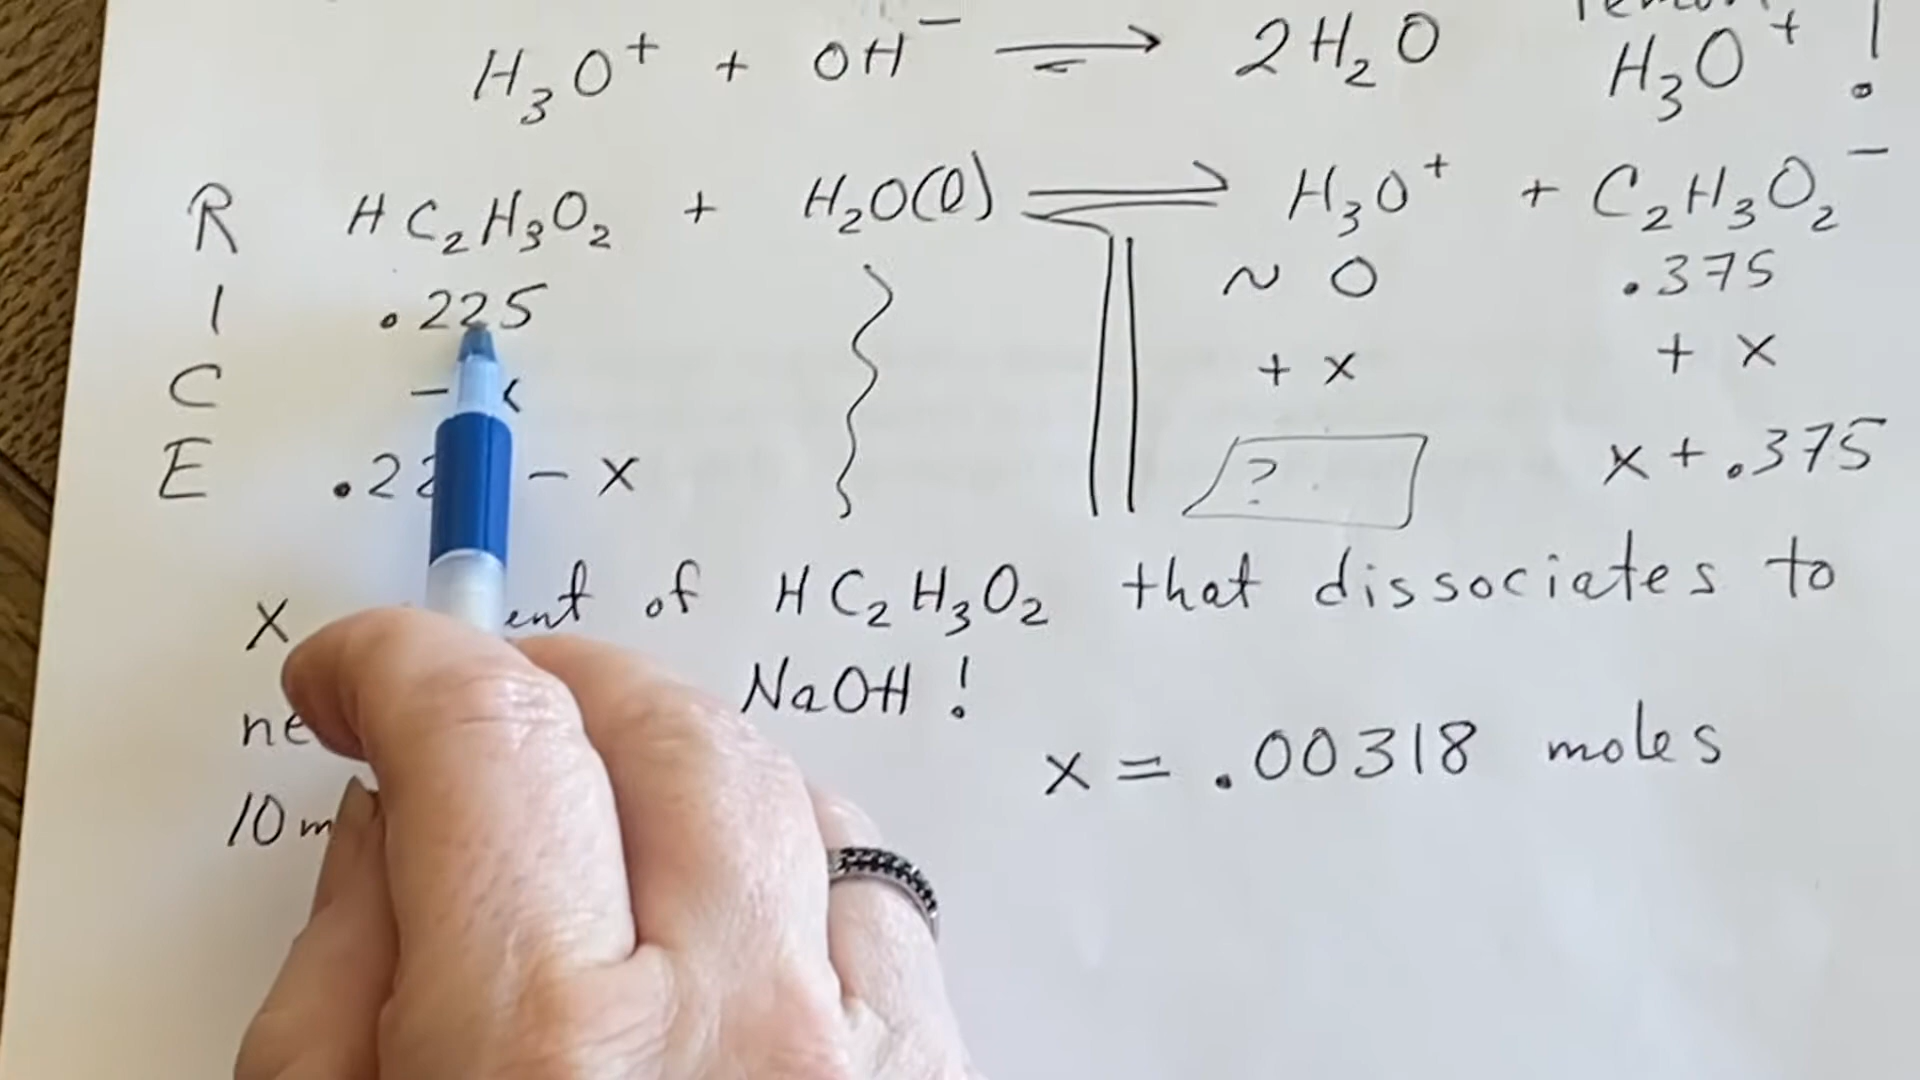 H₃O⁺ + OH⁻ ⇌ 2H₂O H₃O⁺ !
R HC₂H₃O₂ + H₂O(l) ⇌ H₃O⁺ + C₂H₃O₂⁻
I .225 ~ 0 .375
C - x + x + x
E - x ? x + .375
x of HC₂H₃O₂ that dissociates to
NaOH !
x = .00318 moles
10